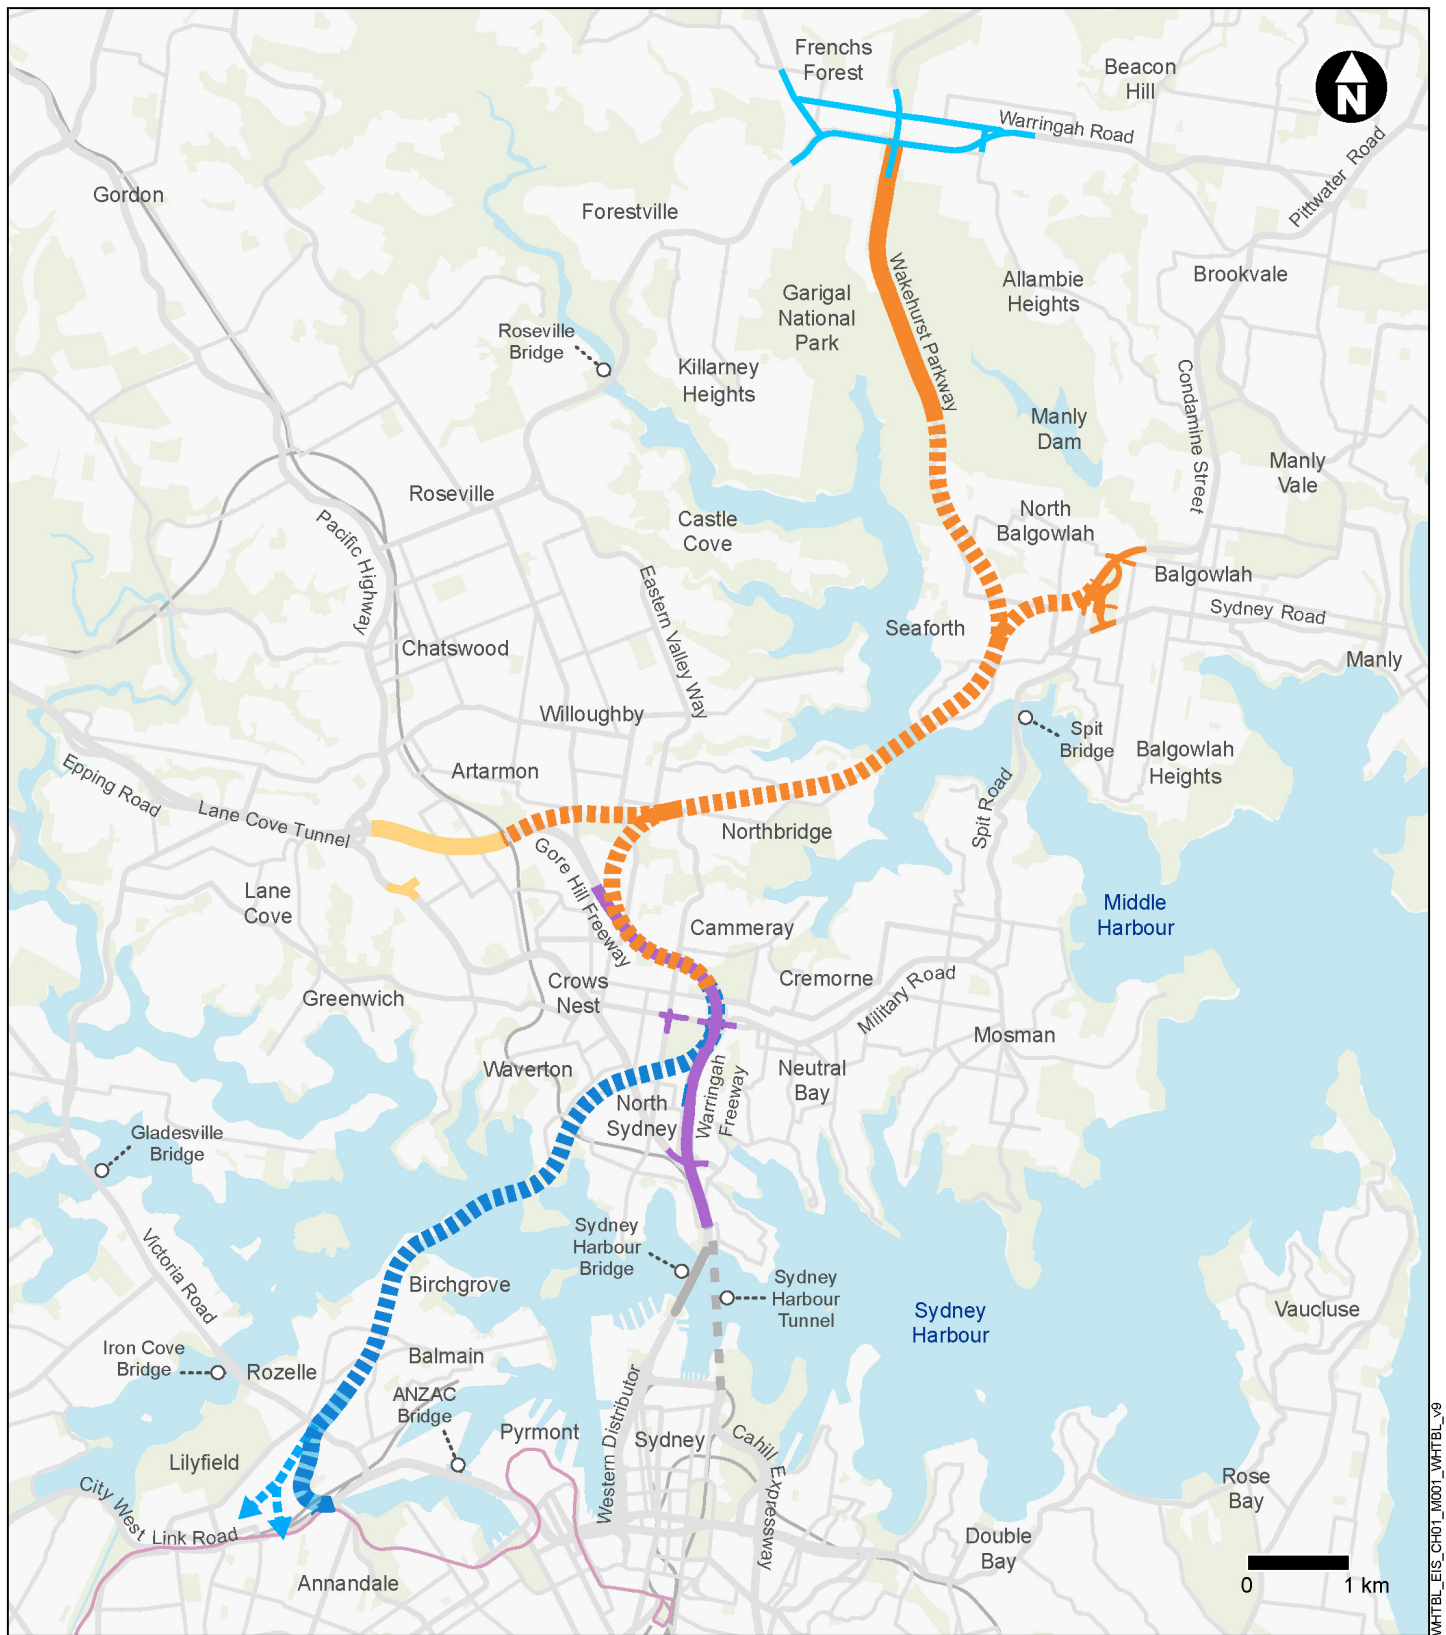 Frenchs
Forest
Beacon
Hill
N
Warringah Road
Pittwater Road
Gordon
Forestville
Wakehurst Parkway
Allambie
Heights
Brookvale
Garigal
National
Park
Roseville
Bridge
Killarney
Heights
Condamine Street
Manly
Dam
Manly
Vale
Roseville
Pacific Highway
Castle
Cove
North
Balgowlah
Eastern Valley Way
Balgowlah
Sydney Road
Seaforth
Chatswood
Manly
Willoughby
Spit
Bridge
Balgowlah
Heights
Epping Road
Artarmon
Spit Road
Lane Cove Tunnel
Northbridge
Gore Hill Freeway
Lane
Cove
Middle
Harbour
Cammeray
Crows
Nest
Cremorne
Greenwich
Military Road
Mosman
Waverton
Neutral
Bay
Warringah
Freeway
North
Sydney
Gladesville
Bridge
Victoria Road
Sydney
Harbour
Bridge
Birchgrove
Sydney
Harbour
Tunnel
Sydney
Harbour
Vaucluse
Iron Cove
Bridge
Rozelle
Balmain
ANZAC
Bridge
Western Distributor
Pyrmont
Sydney
Cahill Expressway
Lilyfield
City West
Link Road
Rose
Bay
Double
Bay
Annandale
0
1 km
WHTBL_EIS_CH01_M001_WHTBL_v9